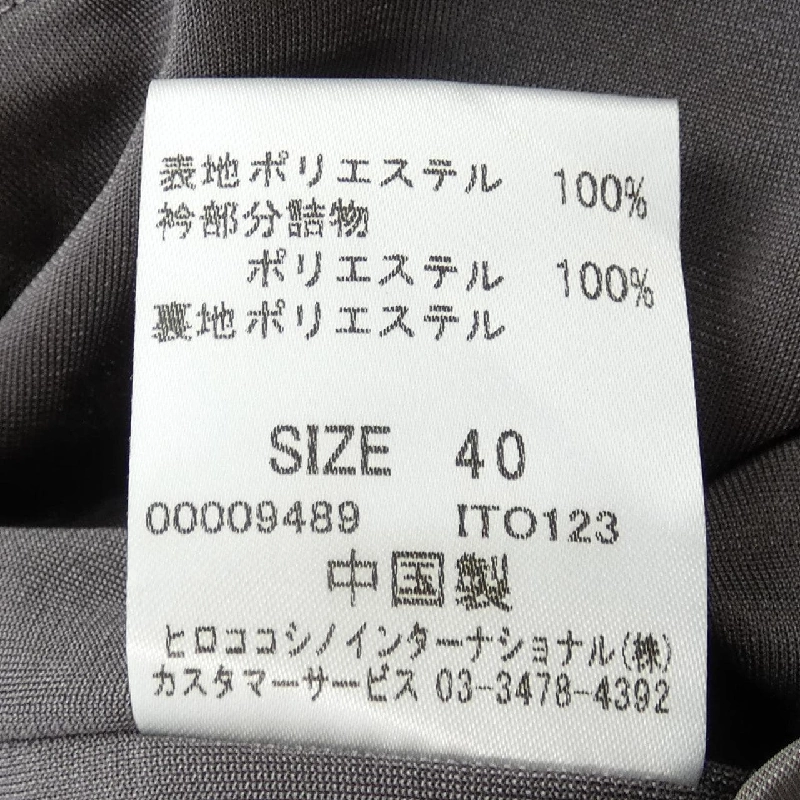 表地ポリエステル 100%
衿部分詰物
ポリエステル 100%
裏地ポリエステル
SIZE 40
00009489 ITO123
中国製
ヒロココシノインターナショナル(株)
カスタマーサービス 03-3478-4392